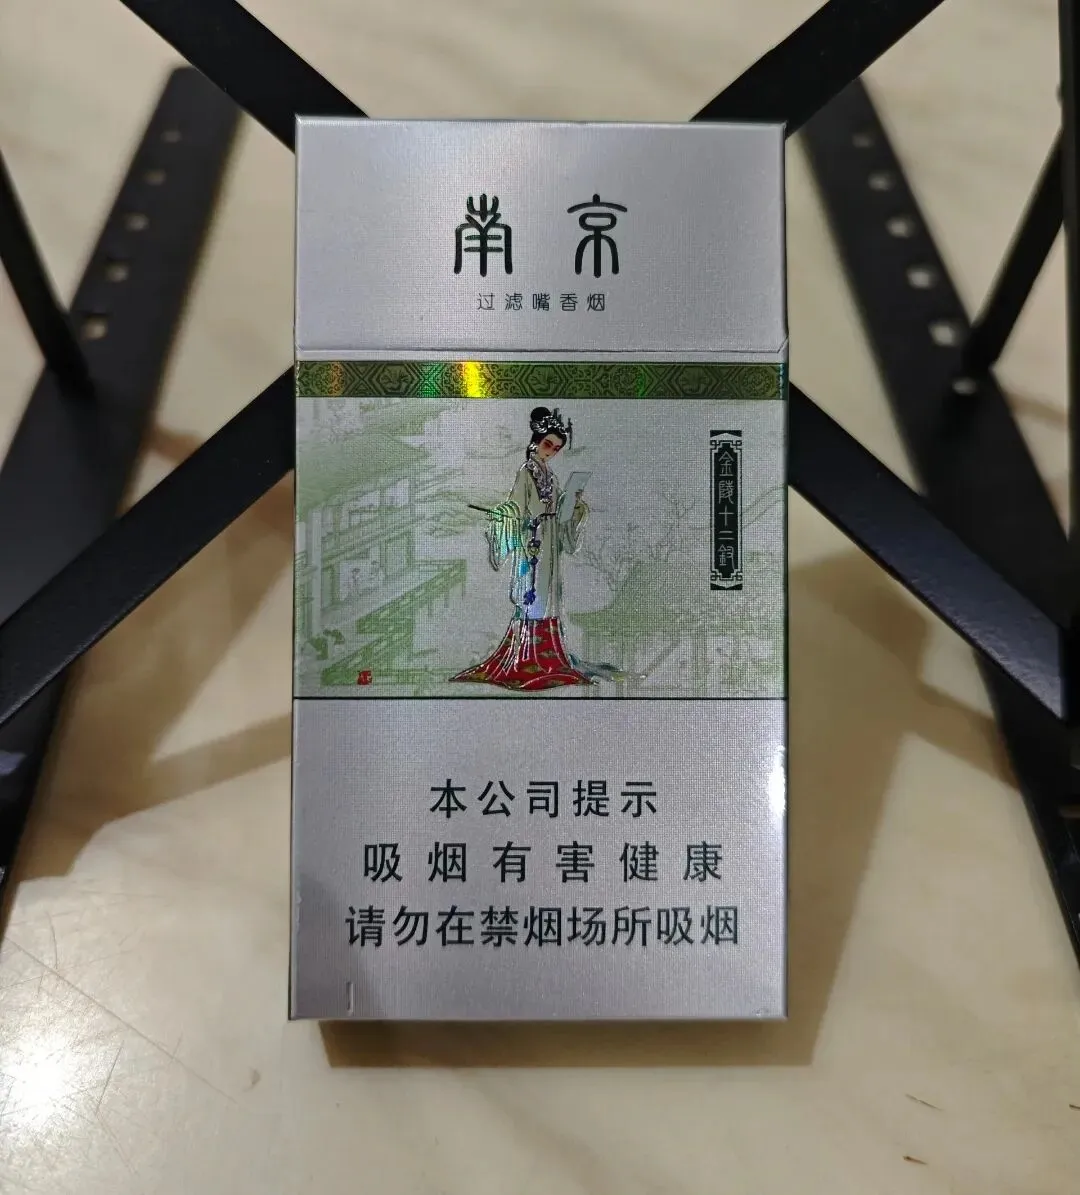 南京
过滤嘴香烟
金陵十二釵
本公司提示
吸烟有害健康
请勿在禁烟场所吸烟